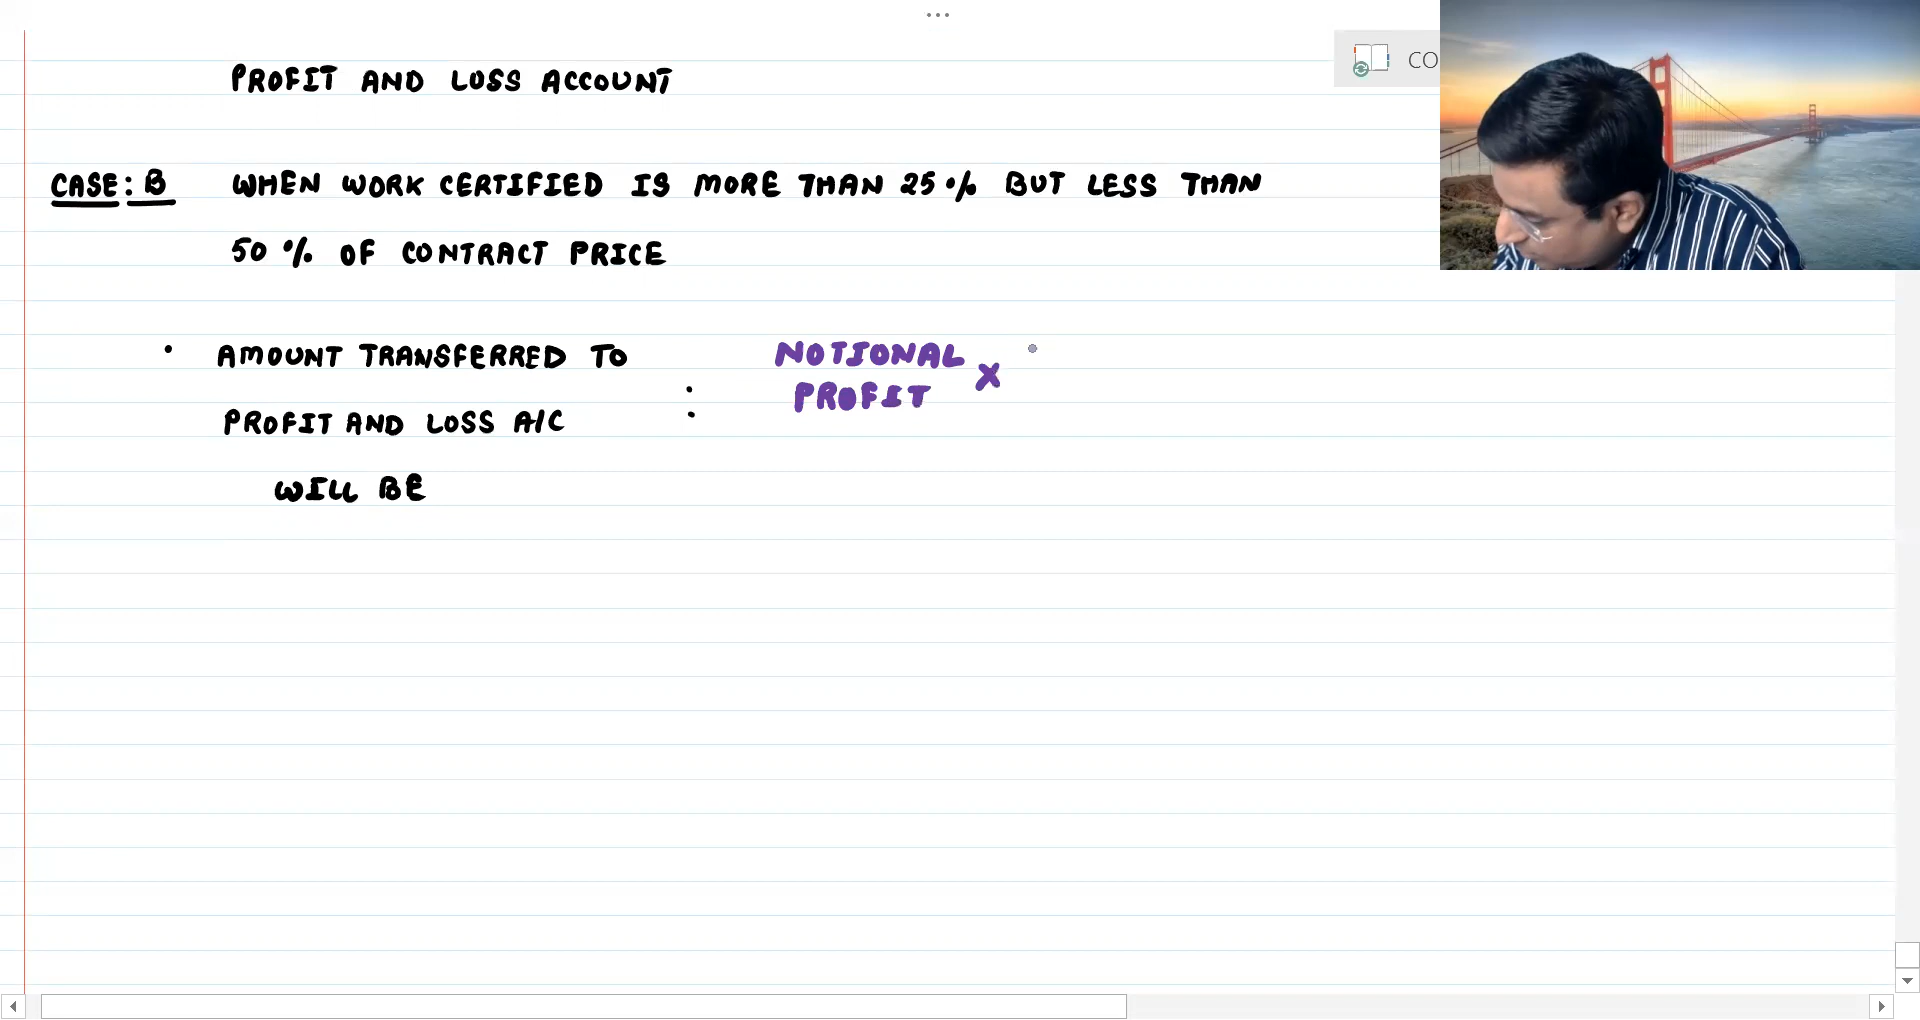 PROFIT AND LOSS ACCOUNT
CO
CASE: B WHEN WORK CERTIFIED IS MORE THAN 25 % BUT LESS THAN
50 % OF CONTRACT PRICE
• AMOUNT TRANSFERRED TO
PROFIT AND LOSS A/C :
WILL BE
NOTIONAL
PROFIT X